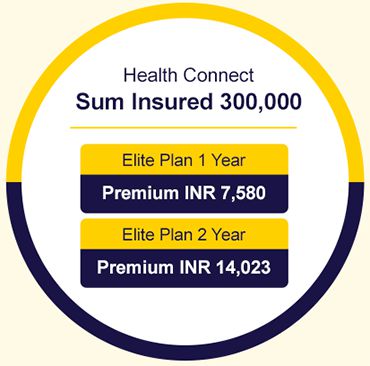 Health Connect
Sum Insured 300,000
Elite Plan 1 Year
Premium INR 7,580
Elite Plan 2 Year
Premium INR 14,023